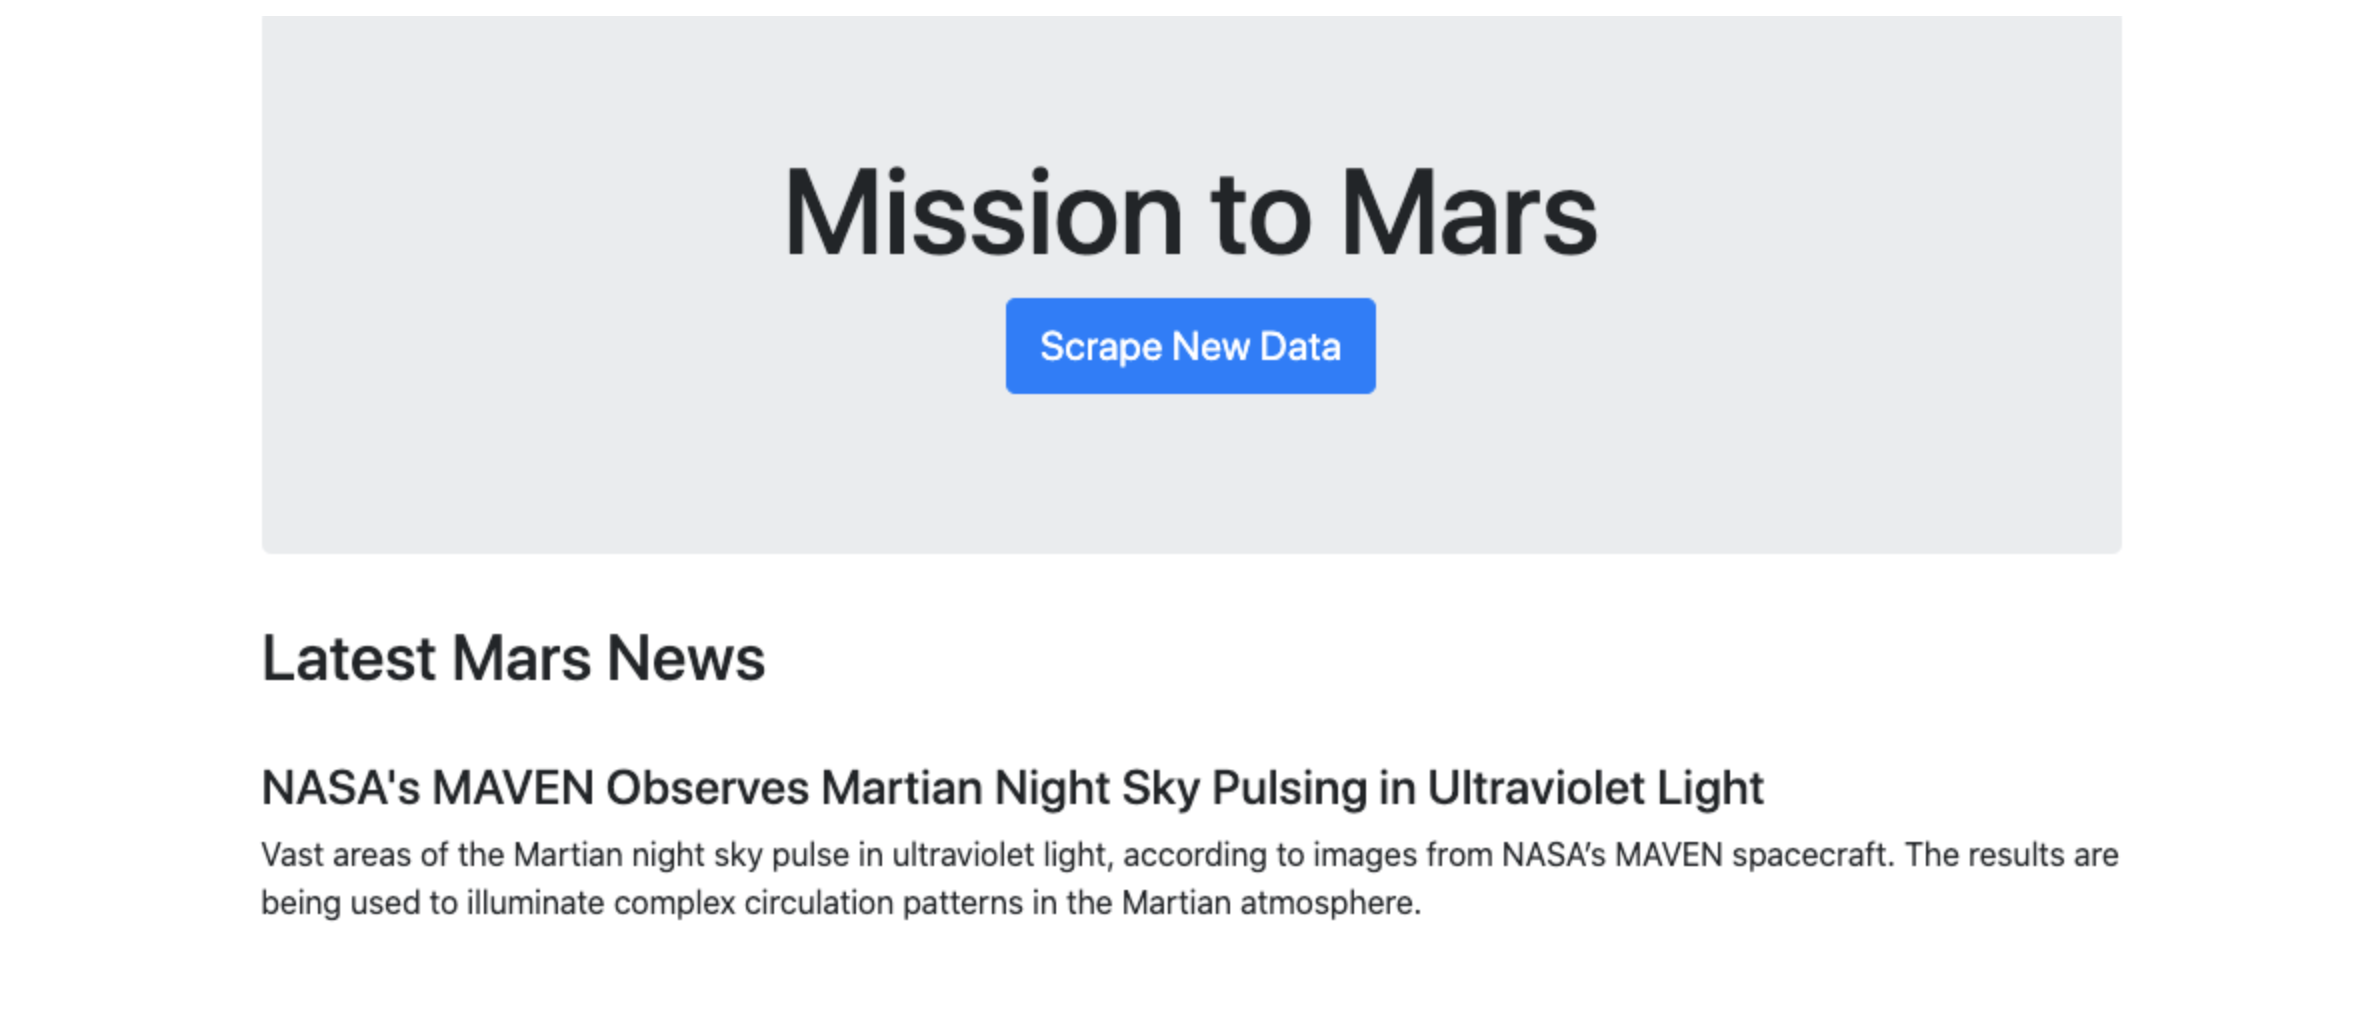 Mission to Mars
Scrape New Data
Latest Mars News
NASA's MAVEN Observes Martian Night Sky Pulsing in Ultraviolet Light
Vast areas of the Martian night sky pulse in ultraviolet light, according to images from NASA’s MAVEN spacecraft. The results are
being used to illuminate complex circulation patterns in the Martian atmosphere.